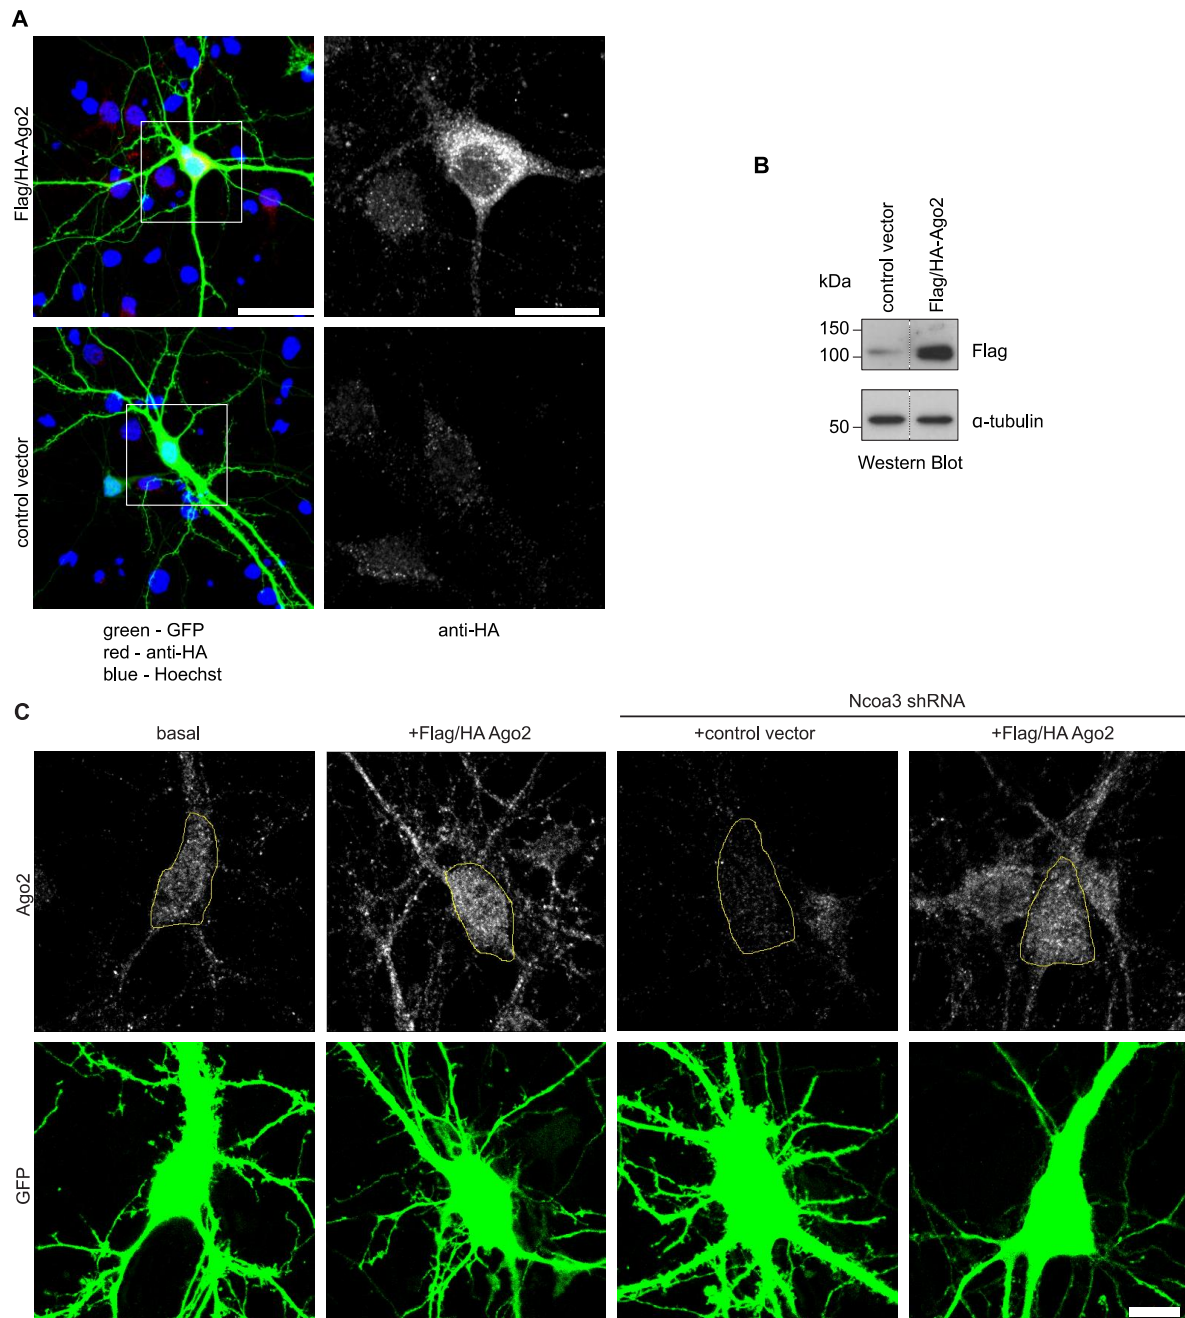 A
Flag/HA-Ago2
control vector
green - GFP
red - anti-HA
blue - Hoechst
anti-HA
B
kDa
control vector
Flag/HA-Ago2
150
100
Flag
50
α-tubulin
Western Blot
C
Ncoa3 shRNA
basal
+Flag/HA Ago2
+control vector
+Flag/HA Ago2
Ago2
GFP